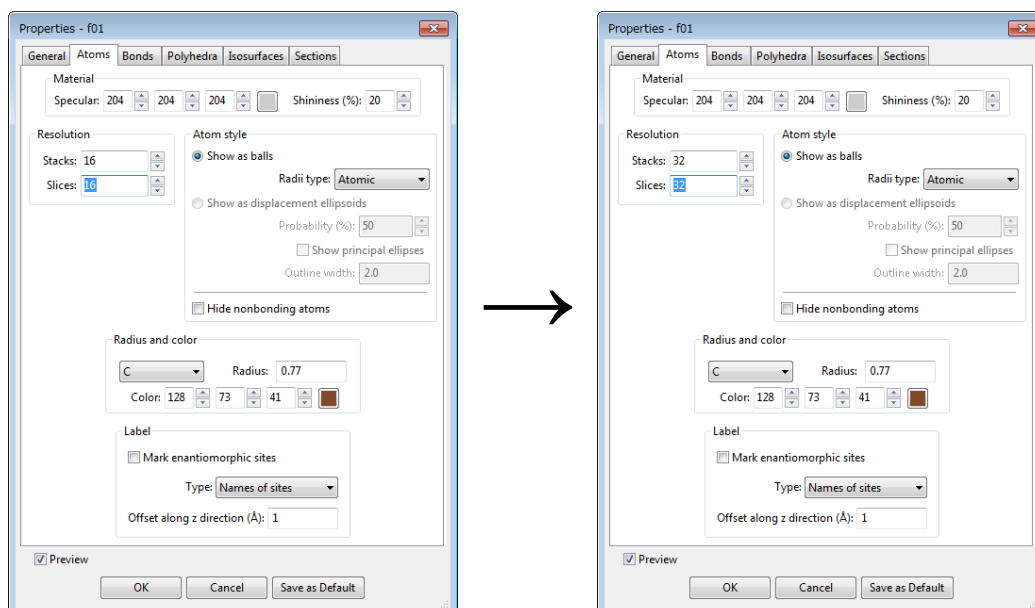 Properties - f01
General Atoms Bonds Polyhedra Isosurfaces Sections
Material
Specular: 204 204 204 Shininess (%): 20
Resolution
Stacks: 16
Slices: 16
Atom style
Show as balls
Radii type: Atomic
Show as displacement ellipsoids
Probability (%): 50
Show principal ellipses
Outline width: 2.0
Hide nonbonding atoms
Radius and color
C Radius: 0.77
Color: 128 73 41
Label
Mark enantiomorphic sites
Type: Names of sites
Offset along z direction (Å): 1
Preview
OK Cancel Save as Default
→
Properties - f01
General Atoms Bonds Polyhedra Isosurfaces Sections
Material
Specular: 204 204 204 Shininess (%): 20
Resolution
Stacks: 32
Slices: 32
Atom style
Show as balls
Radii type: Atomic
Show as displacement ellipsoids
Probability (%): 50
Show principal ellipses
Outline width: 2.0
Hide nonbonding atoms
Radius and color
C Radius: 0.77
Color: 128 73 41
Label
Mark enantiomorphic sites
Type: Names of sites
Offset along z direction (Å): 1
Preview
OK Cancel Save as Default